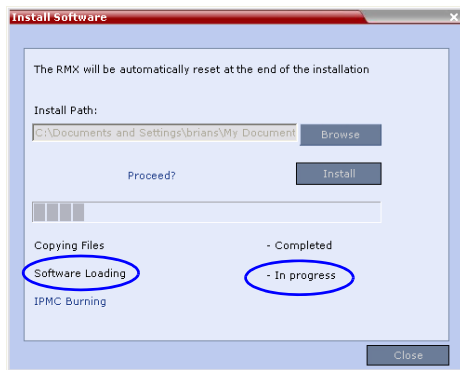 Install Software
The RMX will be automatically reset at the end of the installation
Install Path:
C:\Documents and Settings\brians\My Document
Browse
Proceed?
Install
Copying Files - Completed
Software Loading - In progress
IPMC Burning
Close